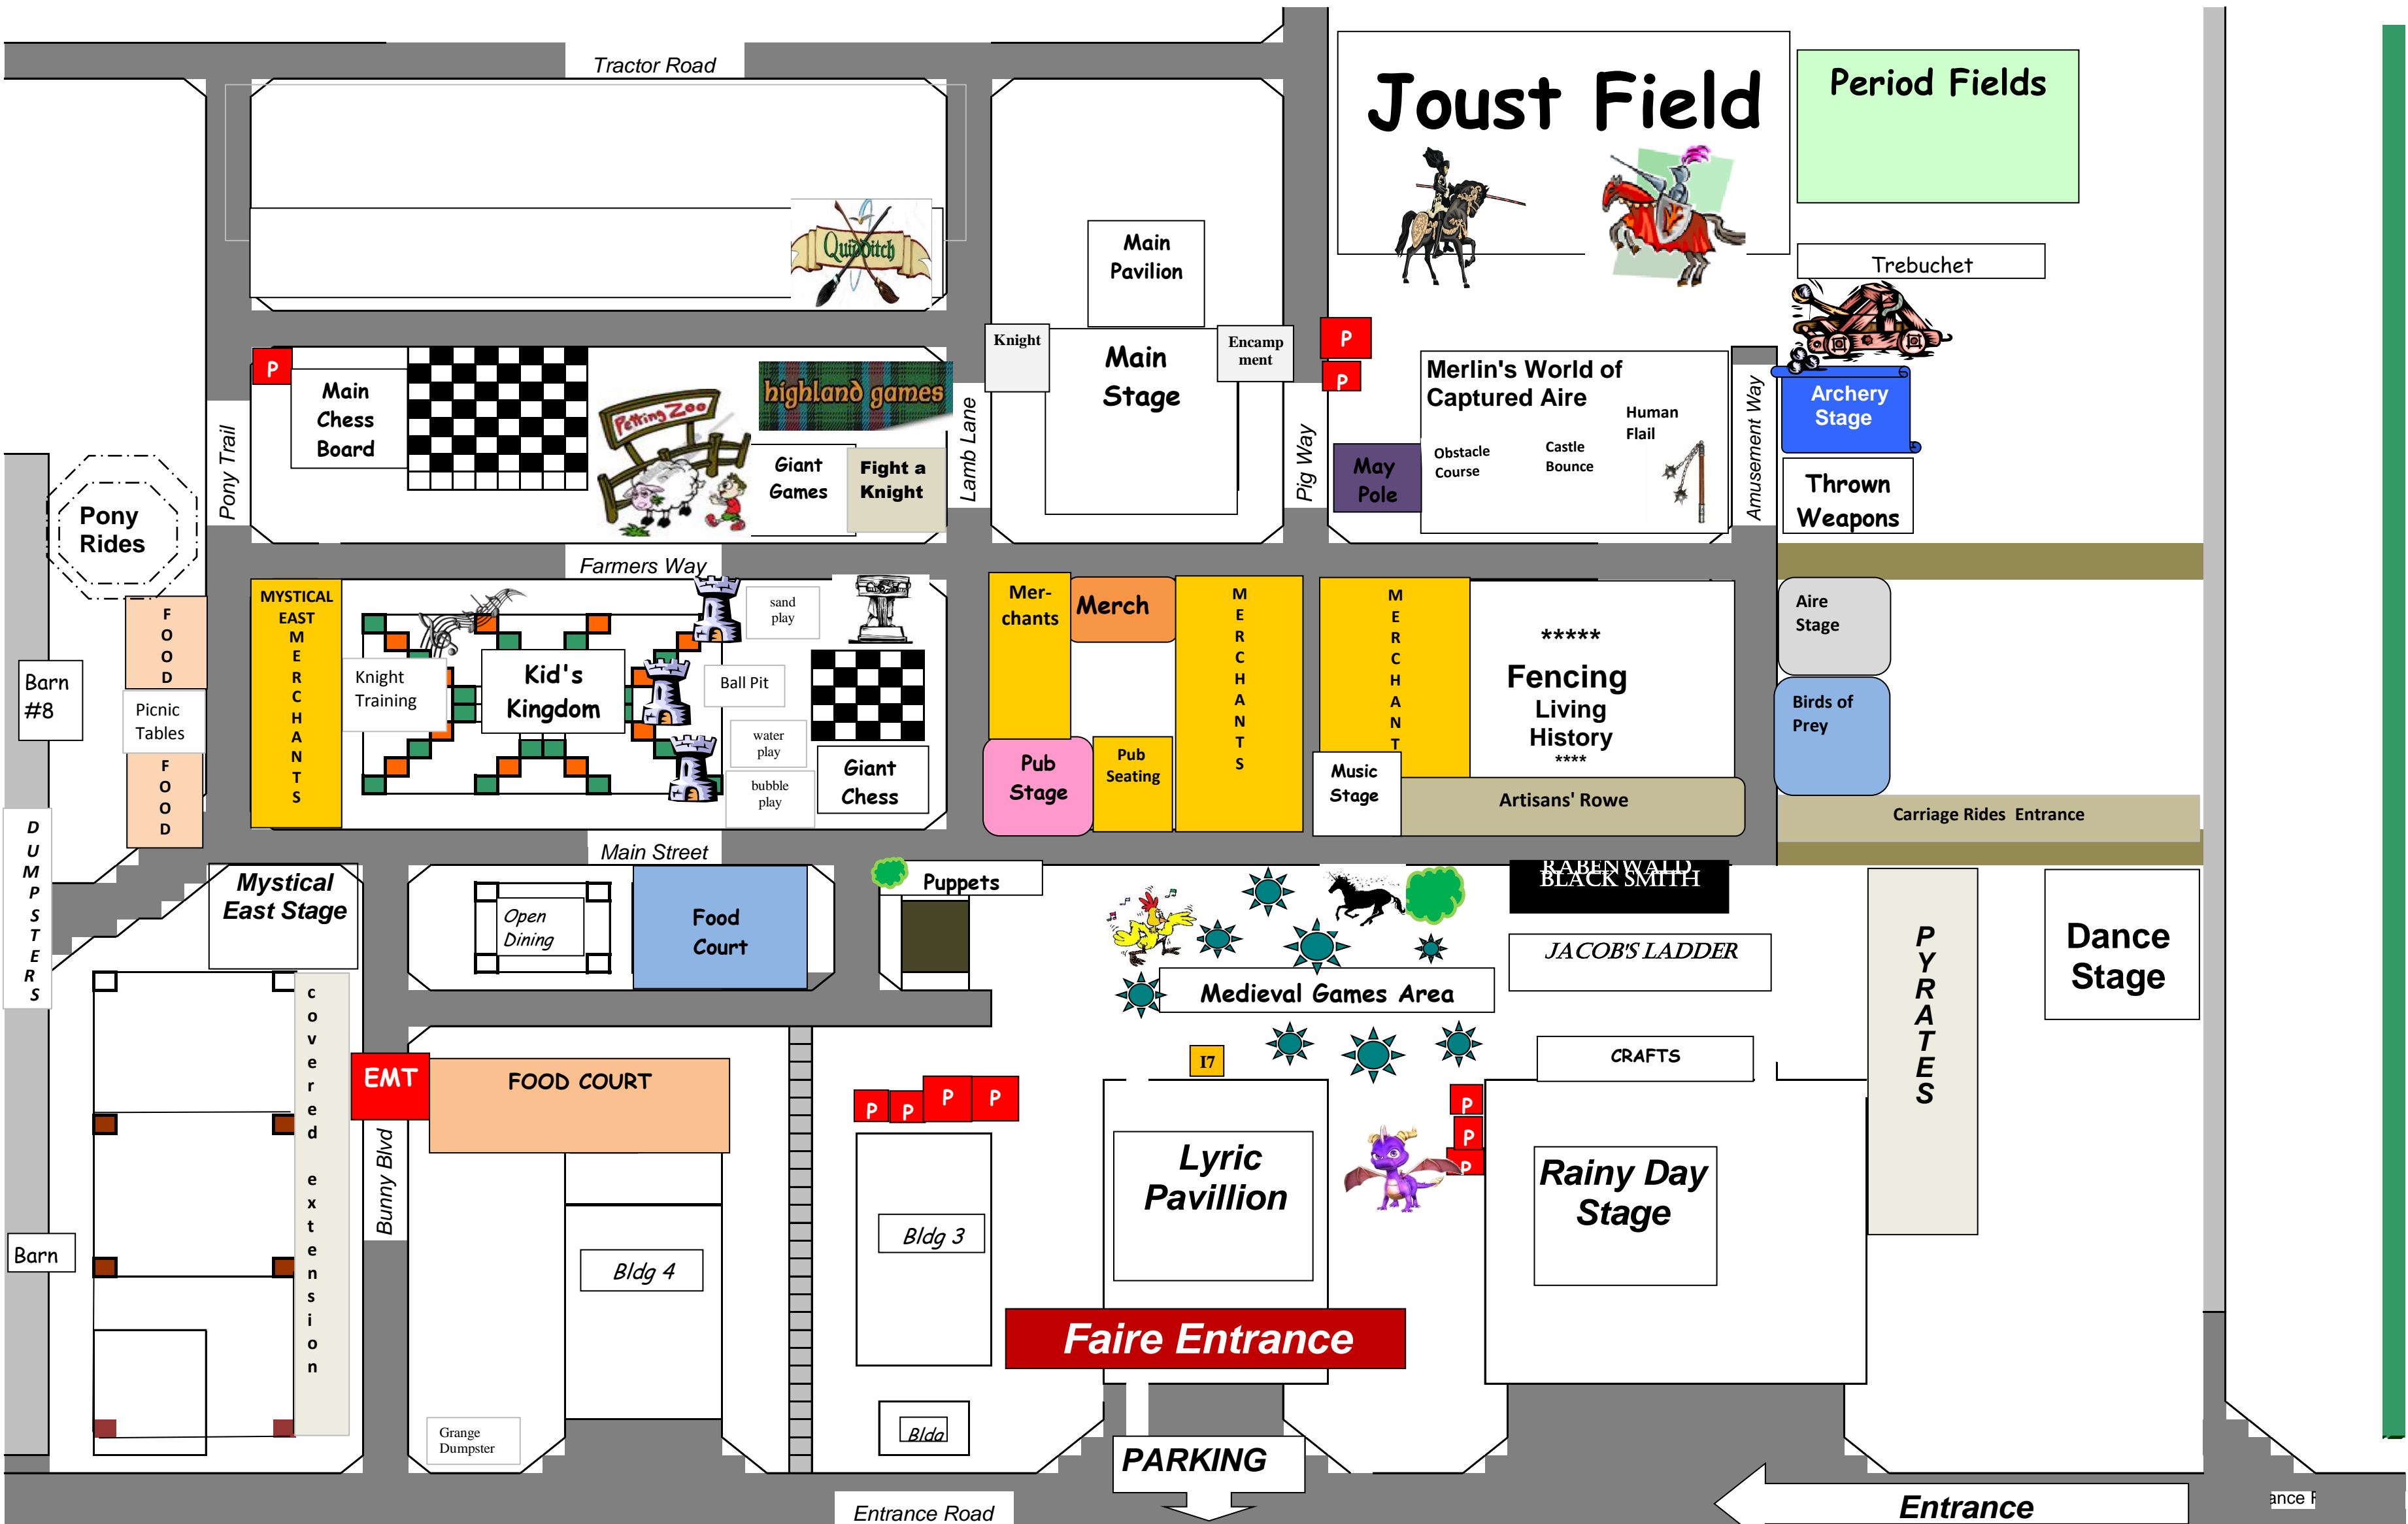 Tractor Road
Joust Field
Period Fields
Quidditch
Main
Pavilion
Trebuchet
Knight
Main
Stage
Encamp
ment
P
P
P
Main
Chess
Board
Petting Zoo
highland games
Giant
Games
Fight a
Knight
Pony Trail
Lamb Lane
Pig Way
Merlin's World of
Captured Aire
Human
Flail
Obstacle
Course
Castle
Bounce
May
Pole
Amusement Way
Archery
Stage
Thrown
Weapons
Pony
Rides
Farmers Way
FOOD
Picnic
Tables
FOOD
Barn
#8
DUMPSTERS
MYSTICAL
EAST
MERCHANTS
Knight
Training
Kid's
Kingdom
sand
play
Ball Pit
water
play
bubble
play
Giant
Chess
Mer-
chants
Merch
MERCHANTS
Pub
Stage
Pub
Seating
MERCHANT
Music
Stage
*****
Fencing
Living
History
****
Artisans' Rowe
Aire
Stage
Birds of
Prey
Carriage Rides Entrance
Main Street
Mystical
East Stage
Open
Dining
Food
Court
Puppets
RABENWALD
BLACK SMITH
JACOB'S LADDER
Medieval Games Area
CRAFTS
PYRATES
Dance
Stage
covered extension
EMT
FOOD COURT
I7
P
P
P
P
P
P
P
Bunny Blvd
Lyric
Pavillion
Rainy Day
Stage
Bldg 3
Bldg 4
Barn
Faire Entrance
Grange
Dumpster
PARKING
Entrance Road
Entrance